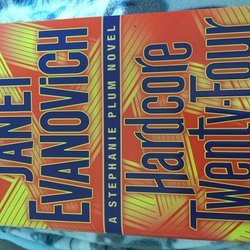 JANET
EVANOVICH
A STEPHANIE PLUM NOVEL
Hardcore
Twenty-Four